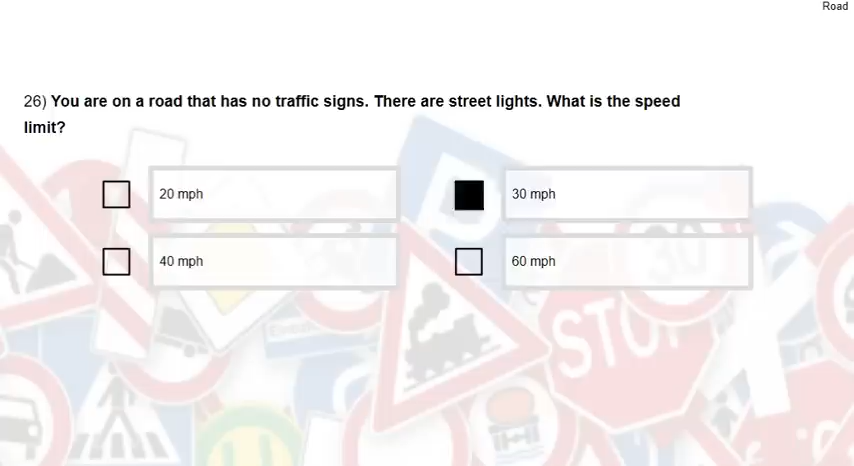 Road
26) You are on a road that has no traffic signs. There are street lights. What is the speed
limit?
20 mph
30 mph
40 mph
60 mph
STOP
30